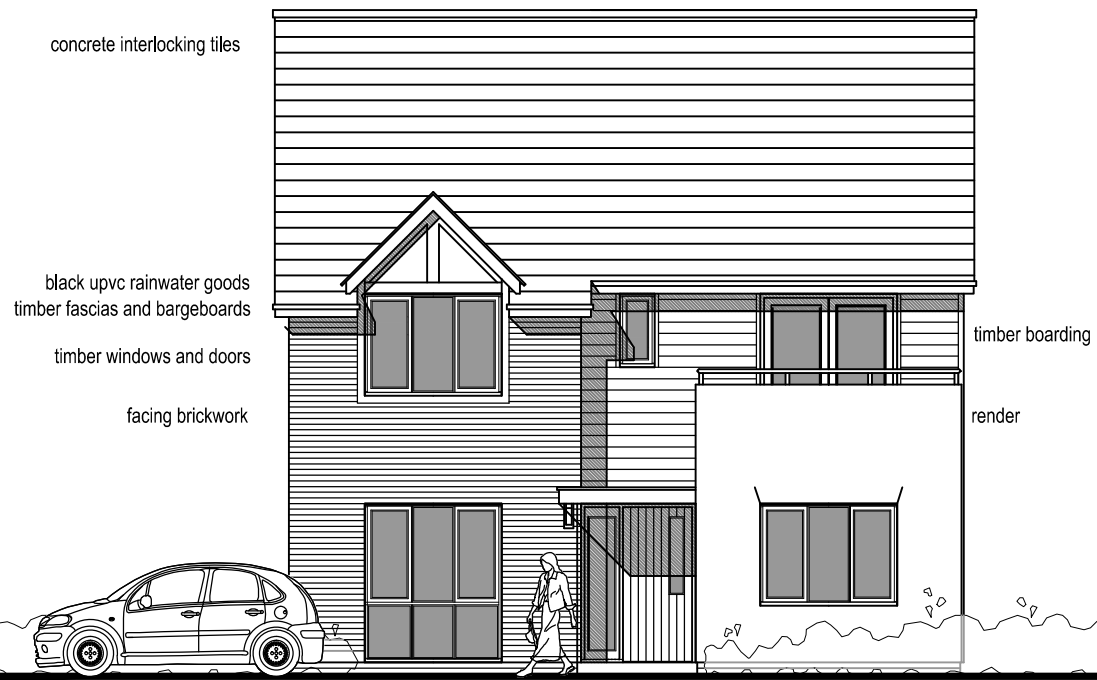 concrete interlocking tiles
black upvc rainwater goods
timber fascias and bargeboards
timber windows and doors
facing brickwork
timber boarding
render